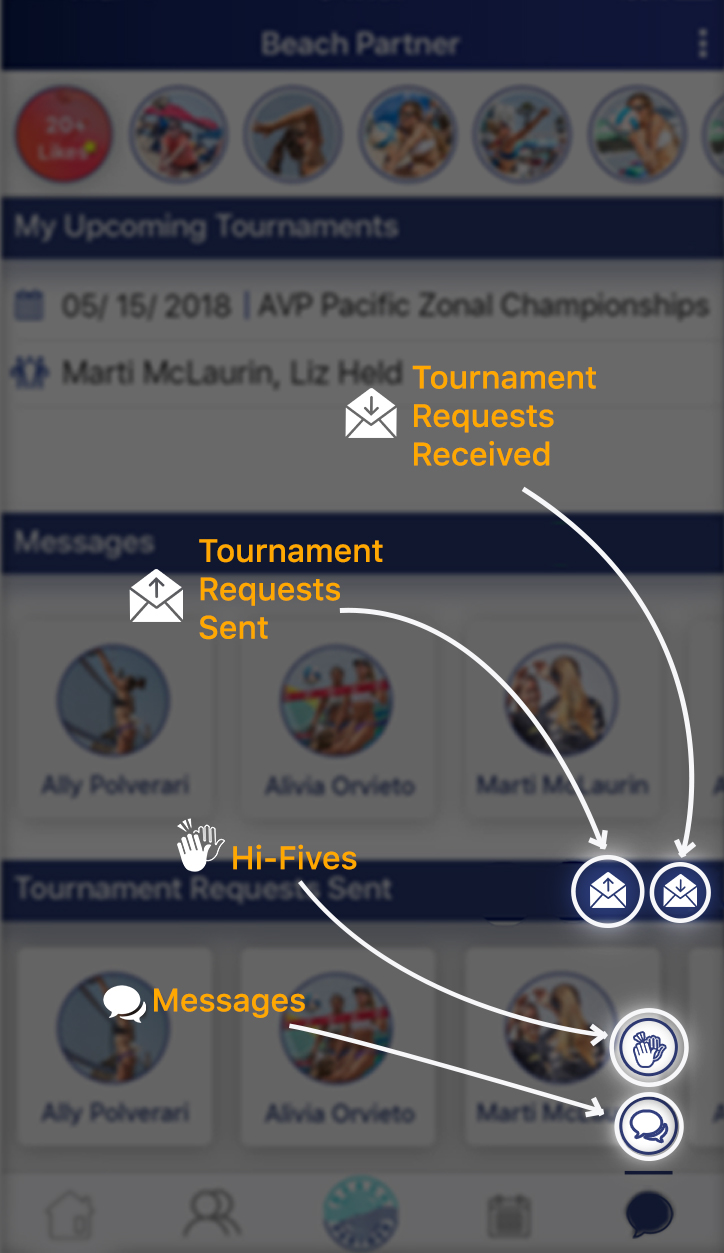 Beach Partner
20+
Likes
My Upcoming Tournaments
05/ 15/ 2018 | AVP Pacific Zonal Championships
Marti McLaurin, Liz Held
Tournament
Requests
Received
Messages
Tournament
Requests
Sent
Ally Polverari
Alivia Orvieto
Marti McLaurin
Hi-Fives
Tournament Requests Sent
Messages
Ally Polverari
Alivia Orvieto
Marti